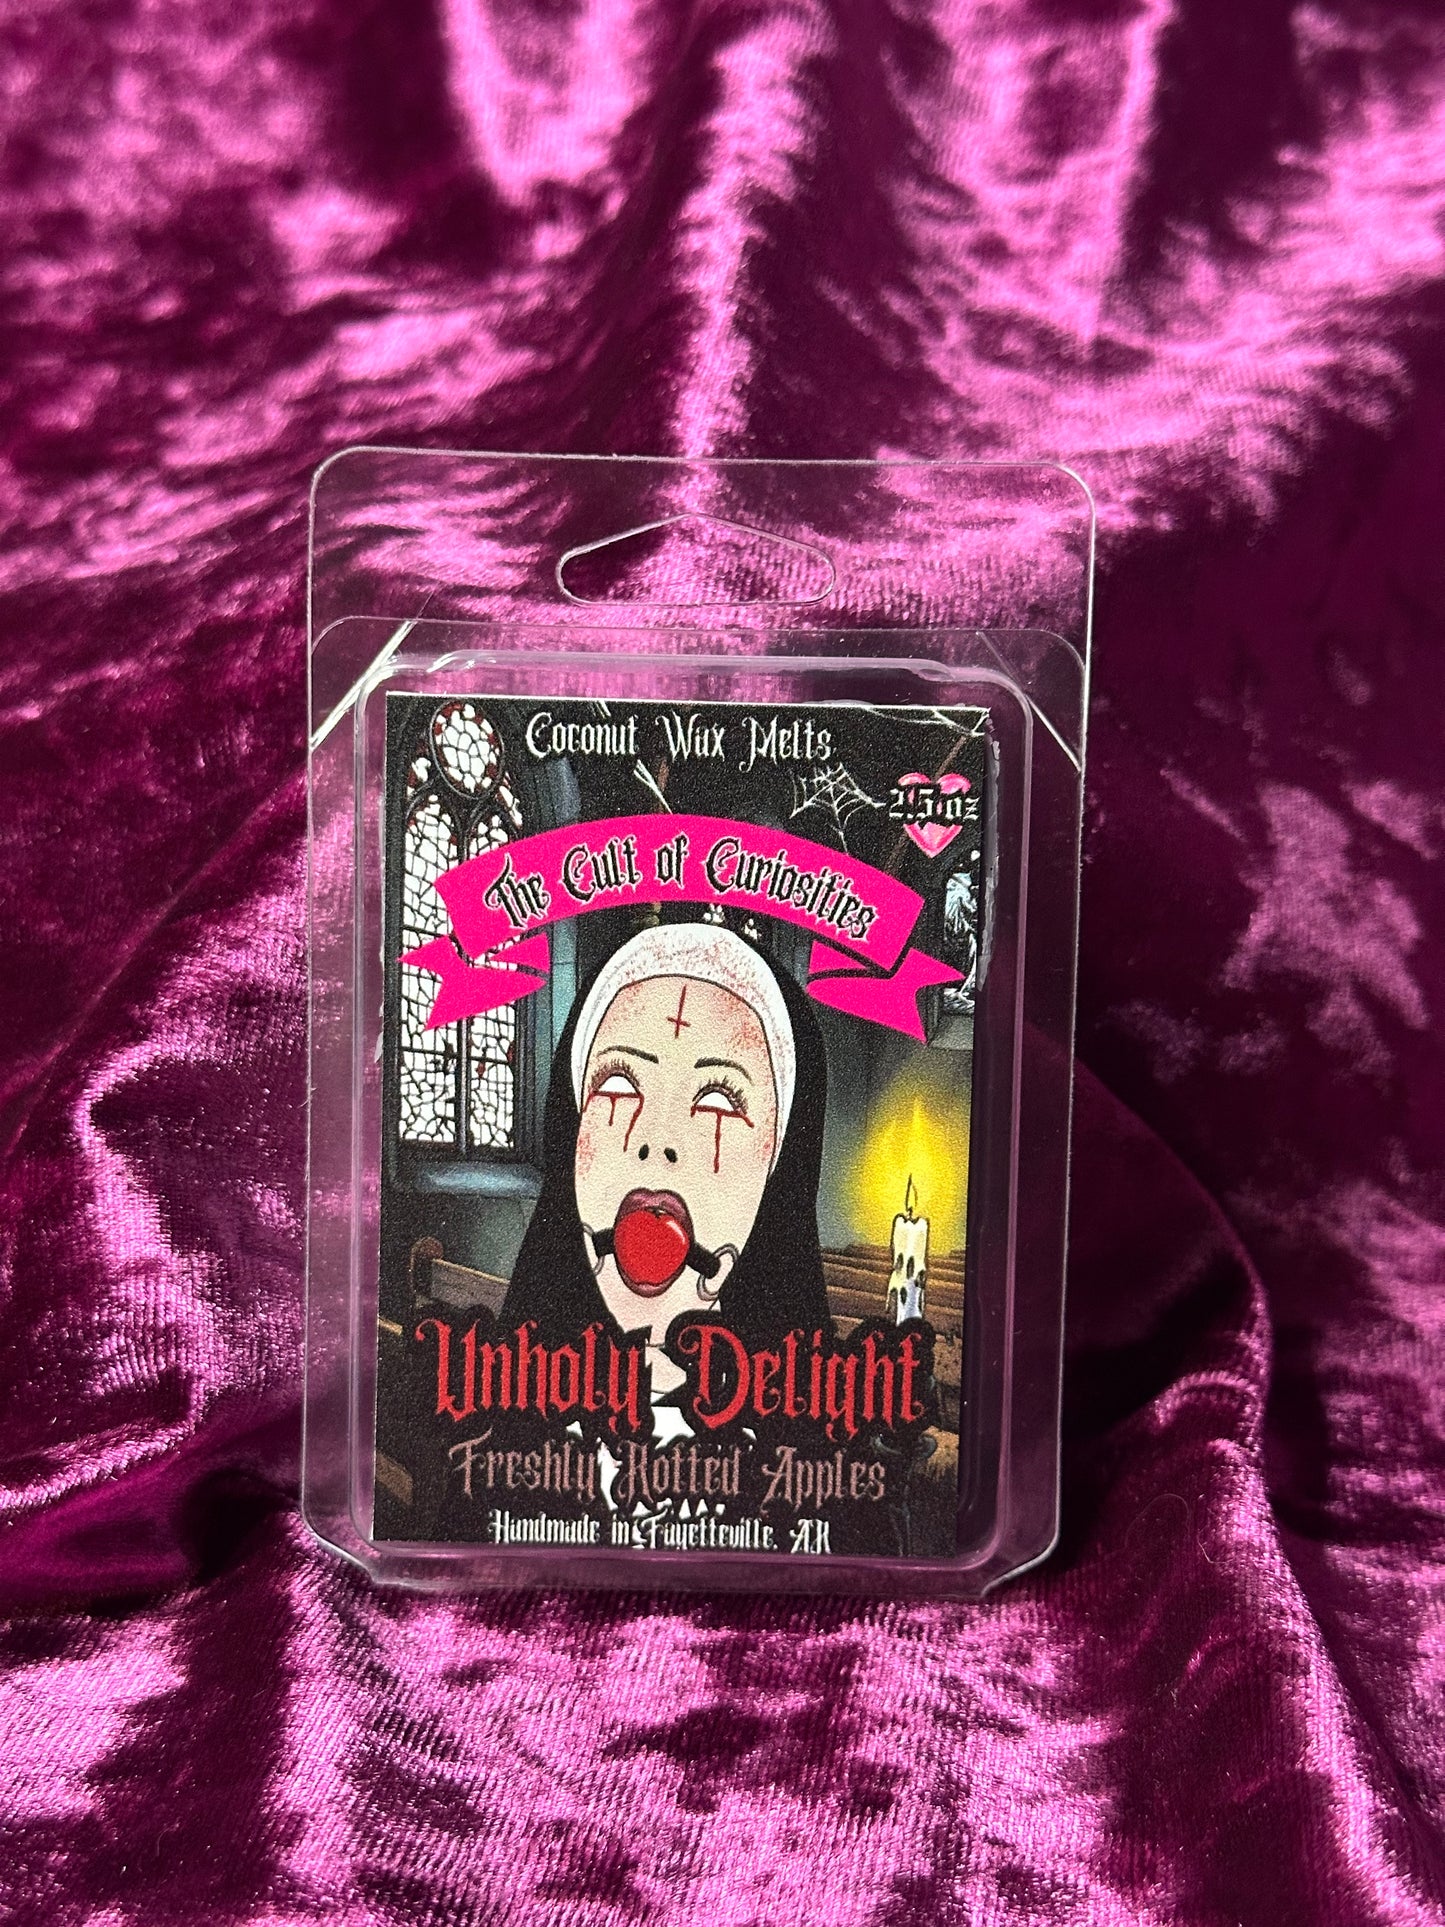 Coconut Wax Melts
2.5 oz
The Cult of Curiosities
Unholy Delight
Freshly Rotted Apples
Handmade in Fayetteville, AR